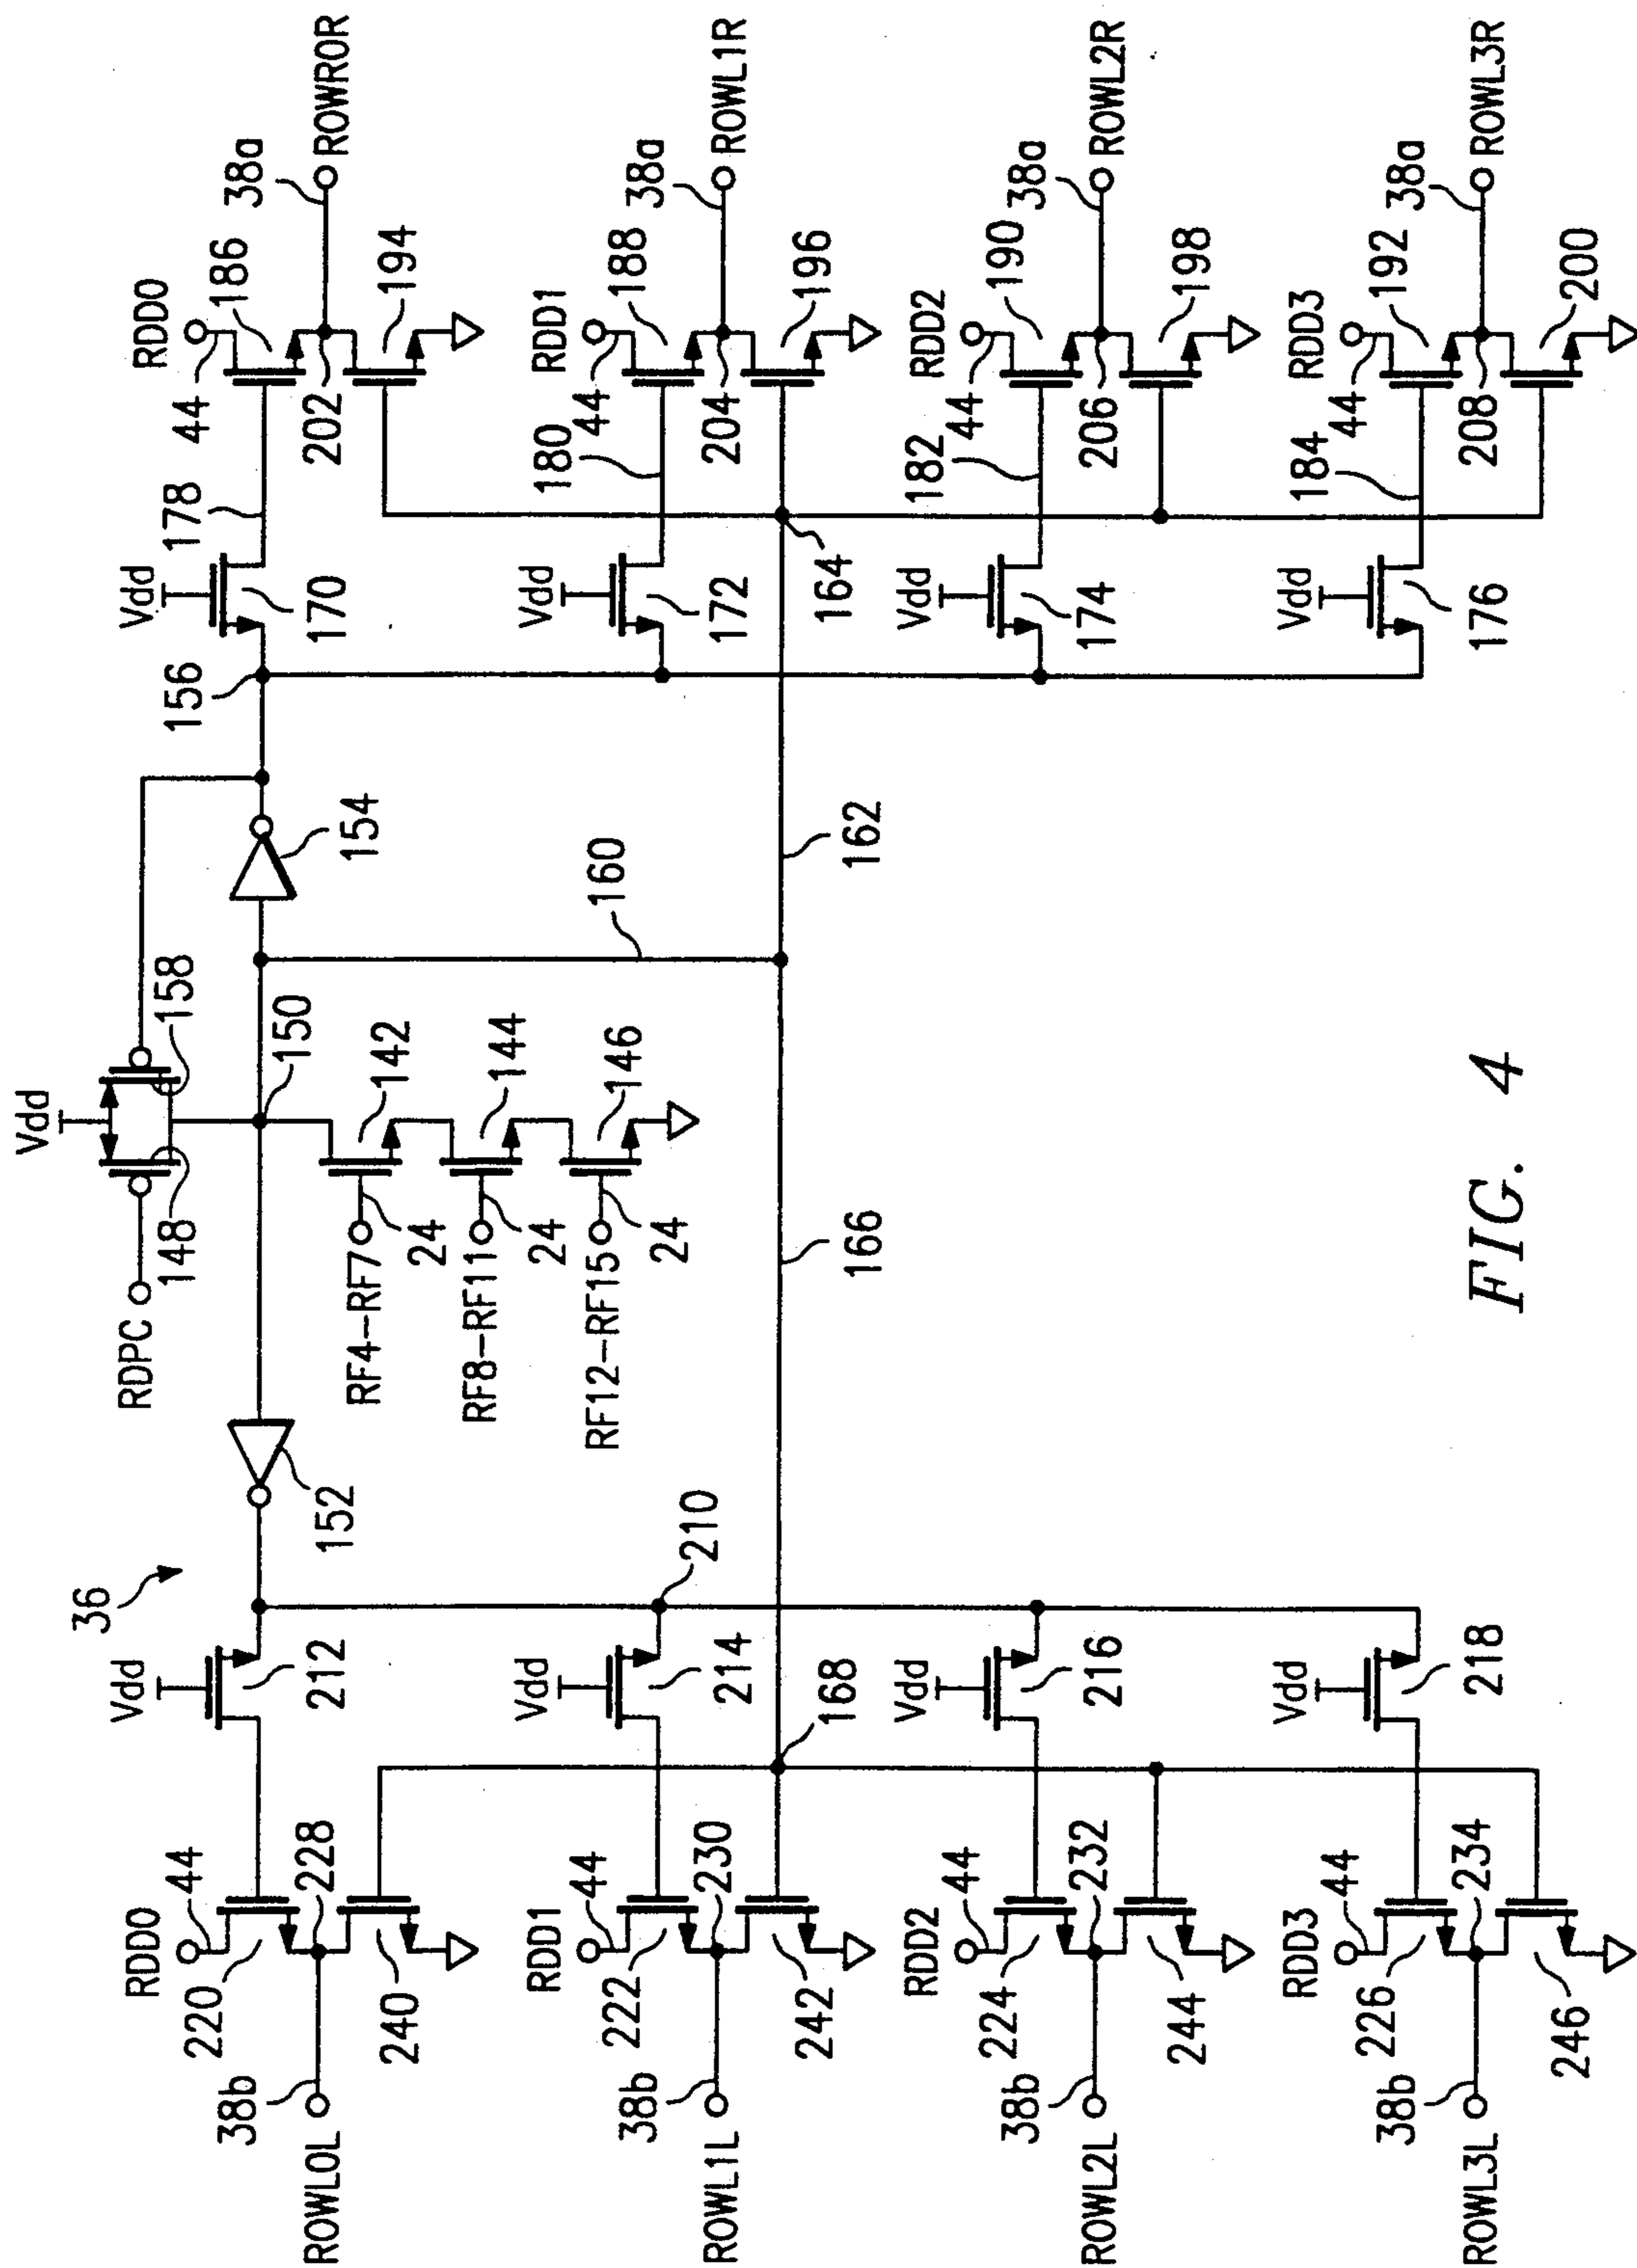 36
Vdd
RDPC
148
158
150
152
154
156
RF4-RF7
24
142
RF8-RF11
24
144
RF12-RF15
24
146
160
162
166
RDD0
44
220
228
240
38b
ROWL0L
Vdd
212
210
RDD1
44
222
230
242
38b
ROWL1L
Vdd
214
168
RDD2
44
224
232
244
38b
ROWL2L
Vdd
216
RDD3
44
226
234
246
38b
ROWL3L
Vdd
218
Vdd
170
178
RDD0
44
186
202
194
38a
ROWR0R
Vdd
172
180
RDD1
44
188
204
196
38a
ROWL1R
164
Vdd
174
182
RDD2
44
190
206
198
38a
ROWL2R
Vdd
176
184
RDD3
44
192
208
200
38a
ROWL3R
FIG. 4